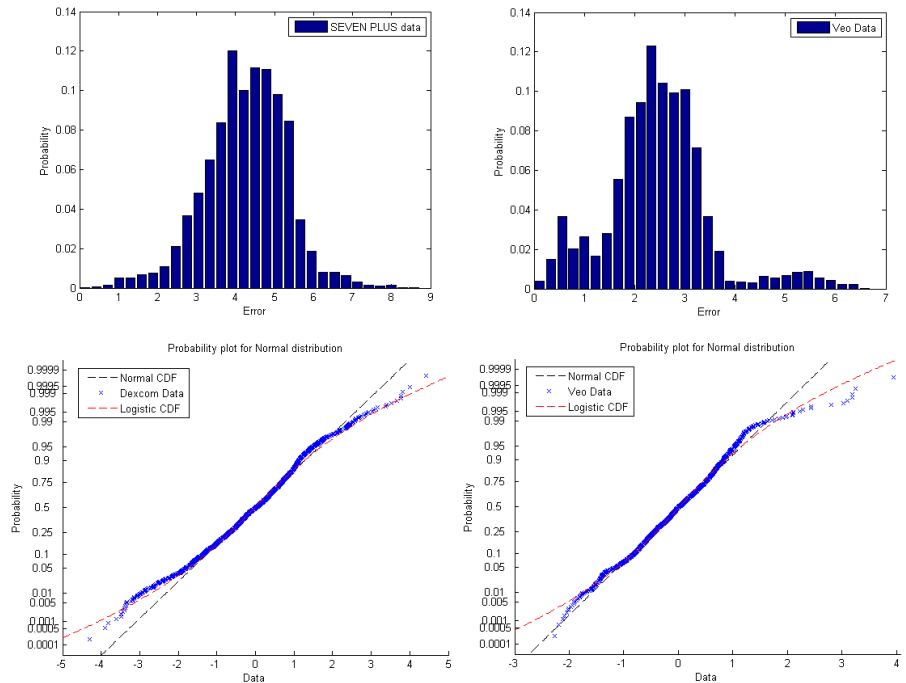 0.14
0.12
0.1
0.08
0.06
0.04
0.02
0
Probability
SEVEN PLUS data
0 1 2 3 4 5 6 7 8 9
Error
0.14
0.12
0.1
0.08
0.06
0.04
0.02
0
Probability
Veo Data
0 1 2 3 4 5 6 7
Error
Probability plot for Normal distribution
0.9999
0.9995
0.995
0.99
0.95
0.9
0.75
0.5
0.25
0.1
0.05
0.01
0.005
0.001
0.0005
0.0001
Probability
Normal CDF
Dexcom Data
Logistic CDF
-5 -4 -3 -2 -1 0 1 2 3 4 5
Data
Probability plot for Normal distribution
0.9999
0.9995
0.995
0.99
0.95
0.9
0.75
0.5
0.25
0.1
0.05
0.01
0.005
0.001
0.0005
0.0001
Probability
Normal CDF
Veo Data
Logistic CDF
-3 -2 -1 0 1 2 3 4
Data